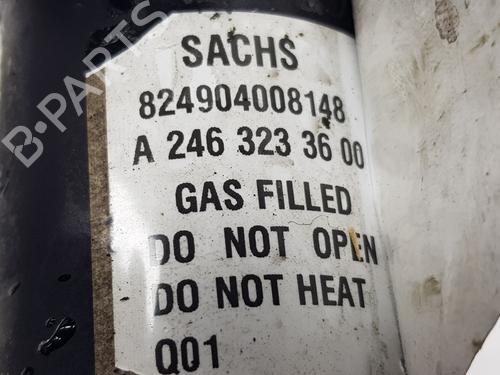 B-PARTS
SACHS
824904008148
A 246 323 36 00
GAS FILLED
DO NOT OPEN
DO NOT HEAT
Q01